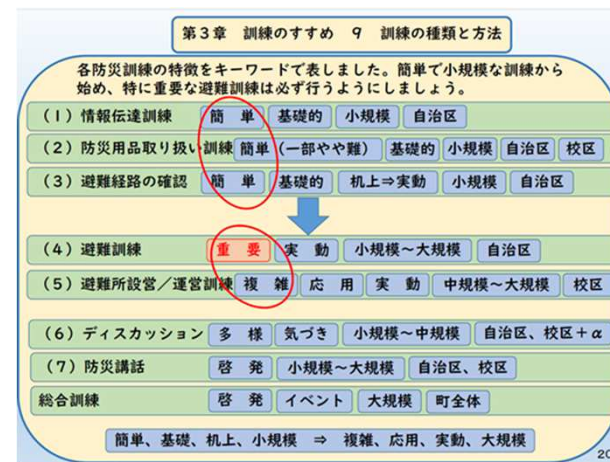 第3章 訓練のすすめ 9 訓練の種類と方法
各防災訓練の特徴をキーワードで表しました。簡単で小規模な訓練から
始め、特に重要な避難訓練は必ず行うようにしましょう。
(1)情報伝達訓練 簡 単 基礎的 小規模 自治区
(2)防災用品取り扱い訓練 簡単(一部やや難) 基礎的 小規模 自治区 校区
(3)避難経路の確認 簡 単 基礎的 机上⇒実動 小規模 自治区
(4)避難訓練 重 要 実 動 小規模~大規模 自治区
(5)避難所設営/運営訓練 複 雑 応 用 実 動 中規模~大規模 校区
(6)ディスカッション 多 様 気づき 小規模~中規模 自治区、校区+α
(7)防災講話 啓 発 小規模~大規模 自治区、校区
総合訓練 啓 発 イベント 大規模 町全体
簡単、基礎、机上、小規模 ⇒ 複雑、応用、実動、大規模
20